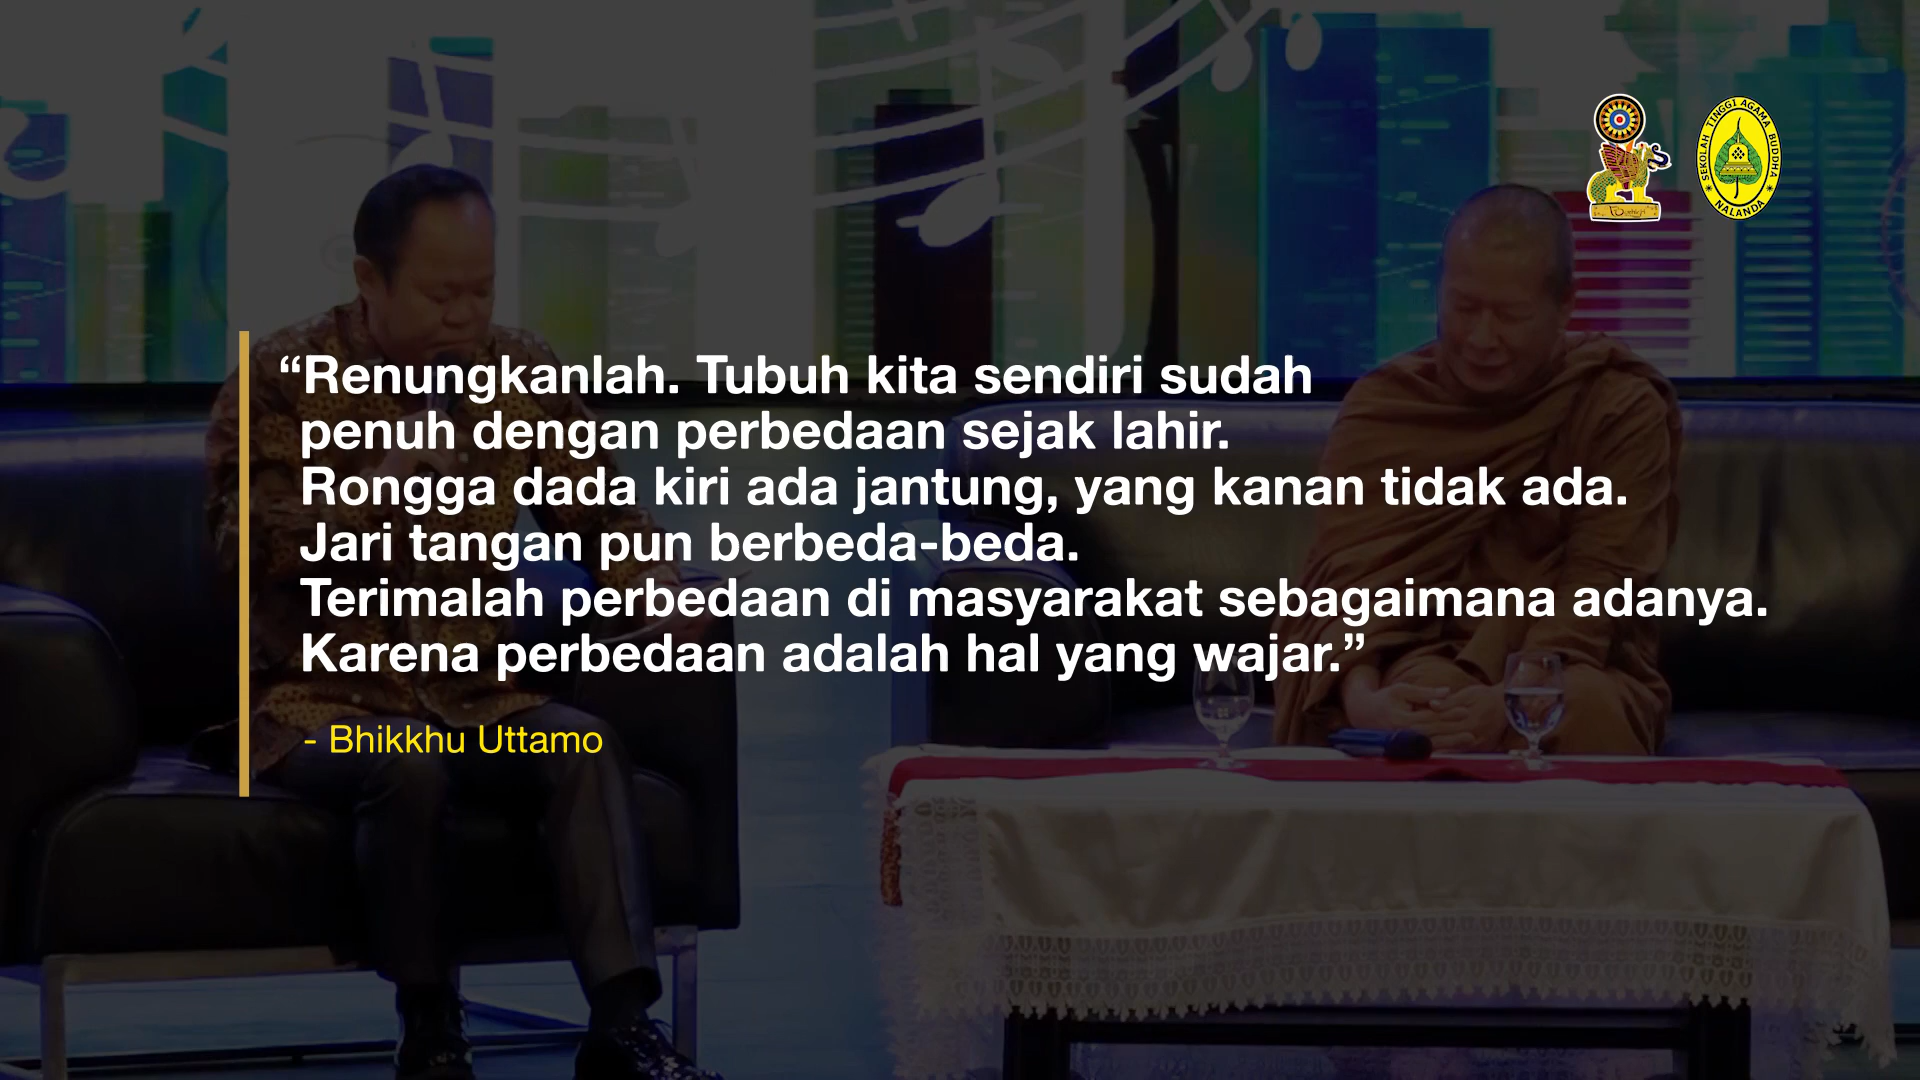 SEKOLAH TINGGI AGAMA BUDDHA
NALANDA
“Renungkanlah. Tubuh kita sendiri sudah
penuh dengan perbedaan sejak lahir.
Rongga dada kiri ada jantung, yang kanan tidak ada.
Jari tangan pun berbeda-beda.
Terimalah perbedaan di masyarakat sebagaimana adanya.
Karena perbedaan adalah hal yang wajar.”
- Bhikkhu Uttamo